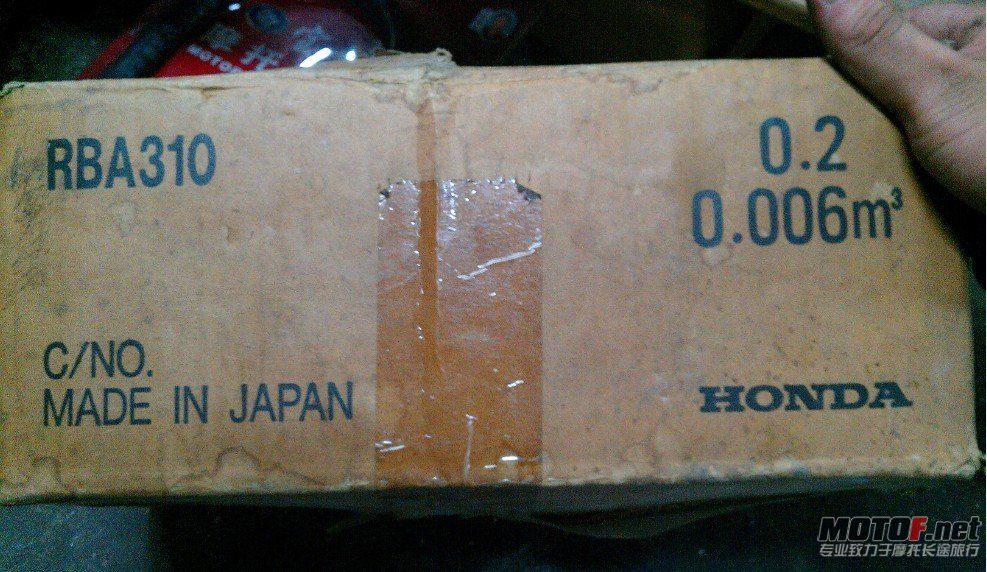 RBA310
0.2
0.006m³
C/NO.
MADE IN JAPAN
HONDA
MOTOF.net
专业致力于摩托长途旅行